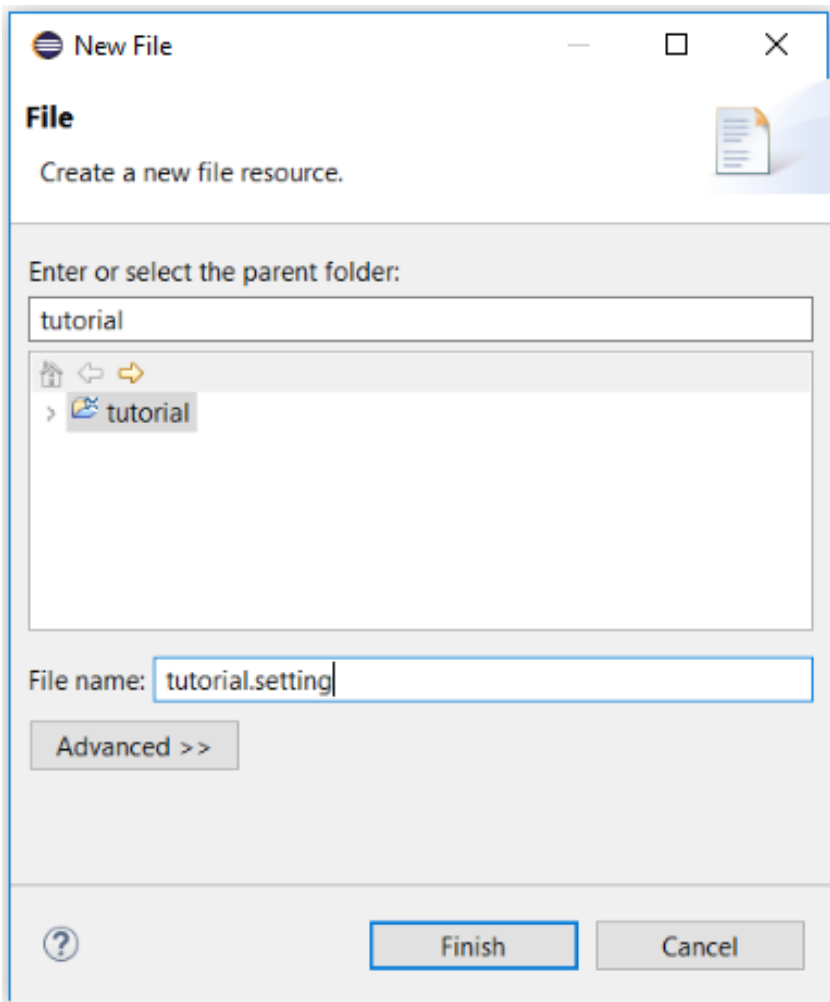 New File
File
Create a new file resource.
Enter or select the parent folder:
tutorial
tutorial
File name: tutorial.setting
Advanced >>
? Finish Cancel